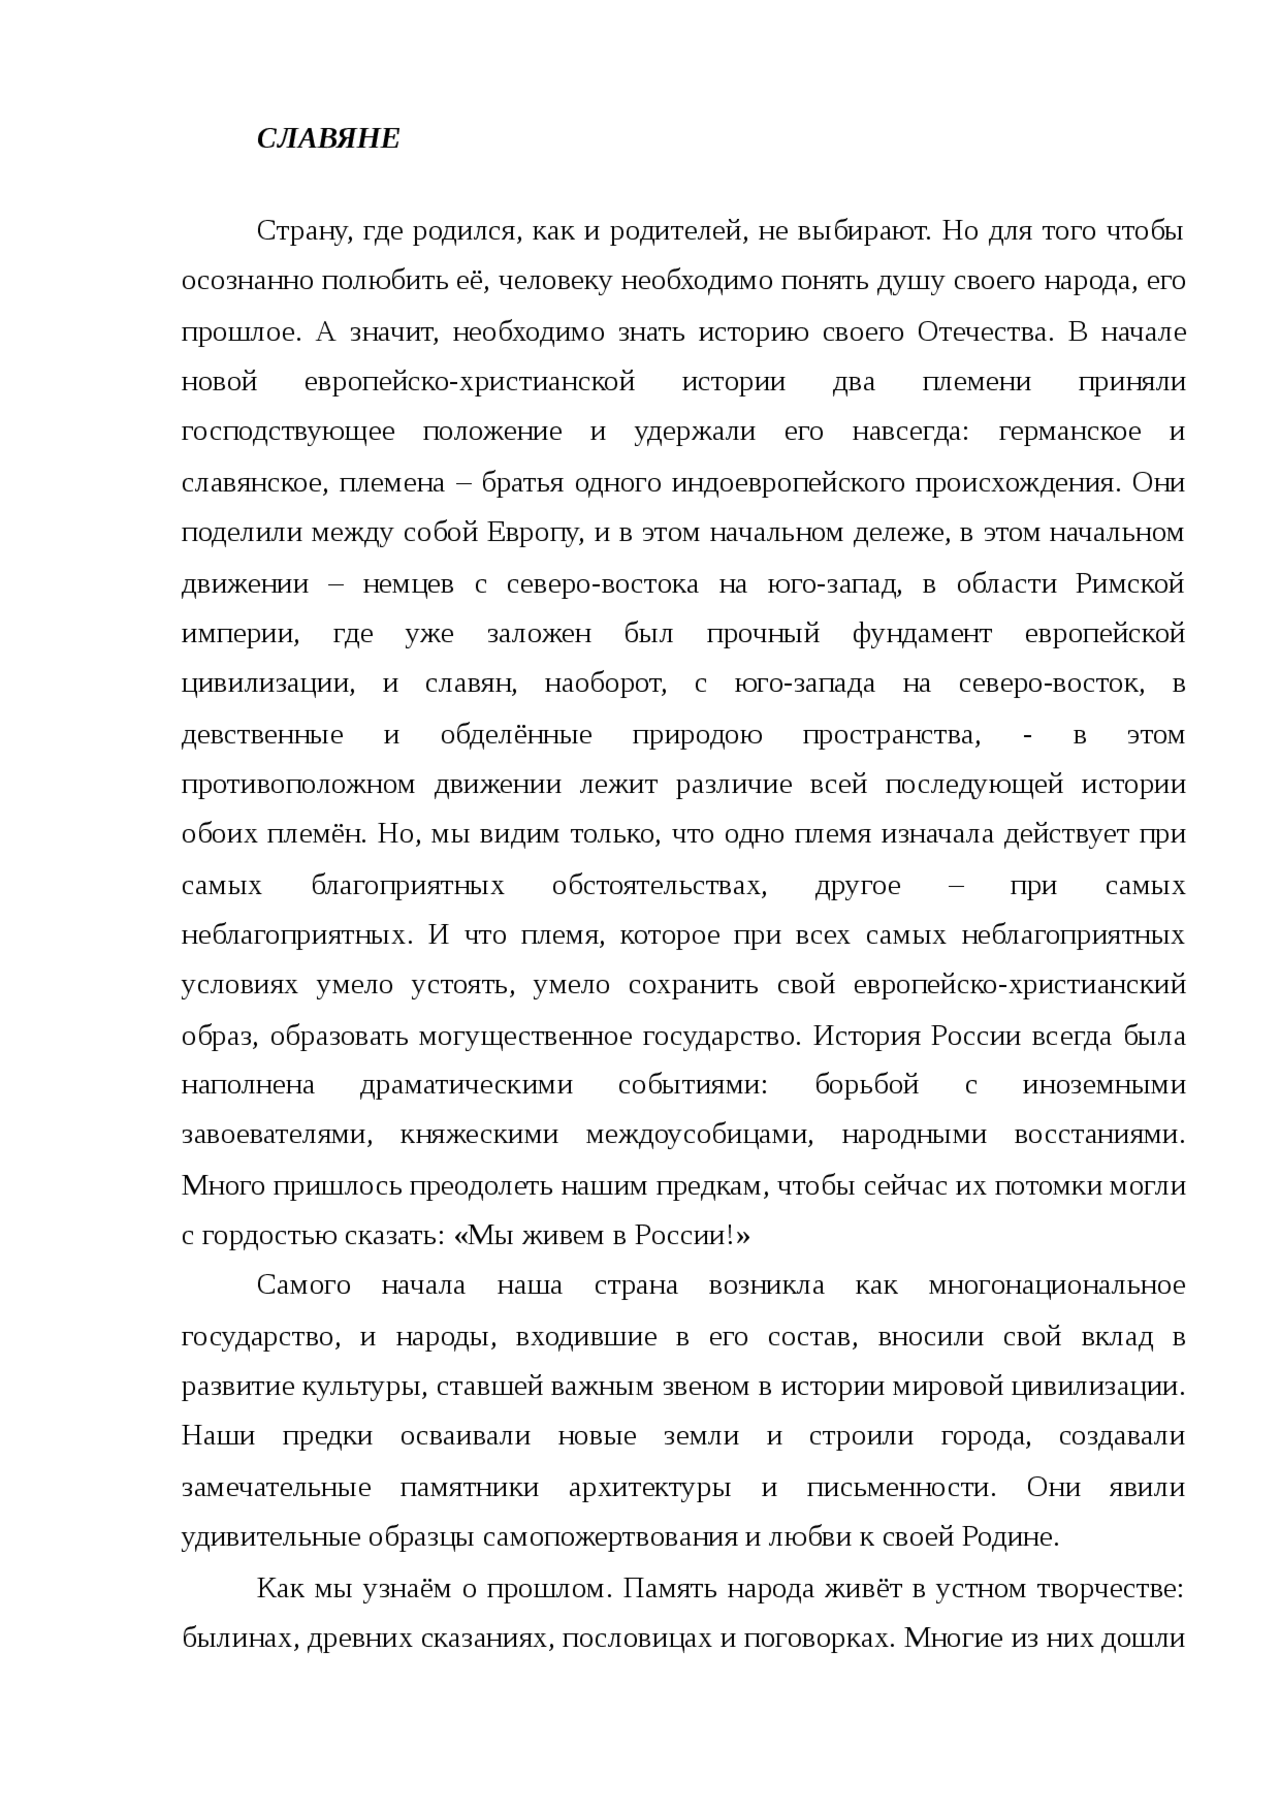 СЛАВЯНЕ
Страну, где родился, как и родителей, не выбирают. Но для того чтобы
осознанно полюбить её, человеку необходимо понять душу своего народа, его
прошлое. А значит, необходимо знать историю своего Отечества. В начале
новой европейско-христианской истории два племени приняли
господствующее положение и удержали его навсегда: германское и
славянское, племена – братья одного индоевропейского происхождения. Они
поделили между собой Европу, и в этом начальном дележе, в этом начальном
движении – немцев с северо-востока на юго-запад, в области Римской
империи, где уже заложен был прочный фундамент европейской
цивилизации, и славян, наоборот, с юго-запада на северо-восток, в
девственные и обделённые природою пространства, - в этом
противоположном движении лежит различие всей последующей истории
обоих племён. Но, мы видим только, что одно племя изначала действует при
самых благоприятных обстоятельствах, другое – при самых
неблагоприятных. И что племя, которое при всех самых неблагоприятных
условиях умело устоять, умело сохранить свой европейско-христианский
образ, образовать могущественное государство. История России всегда была
наполнена драматическими событиями: борьбой с иноземными
завоевателями, княжескими междоусобицами, народными восстаниями.
Много пришлось преодолеть нашим предкам, чтобы сейчас их потомки могли
с гордостью сказать: «Мы живем в России!»
Самого начала наша страна возникла как многонациональное
государство, и народы, входившие в его состав, вносили свой вклад в
развитие культуры, ставшей важным звеном в истории мировой цивилизации.
Наши предки осваивали новые земли и строили города, создавали
замечательные памятники архитектуры и письменности. Они явили
удивительные образцы самопожертвования и любви к своей Родине.
Как мы узнаём о прошлом. Память народа живёт в устном творчестве:
былинах, древних сказаниях, пословицах и поговорках. Многие из них дошли